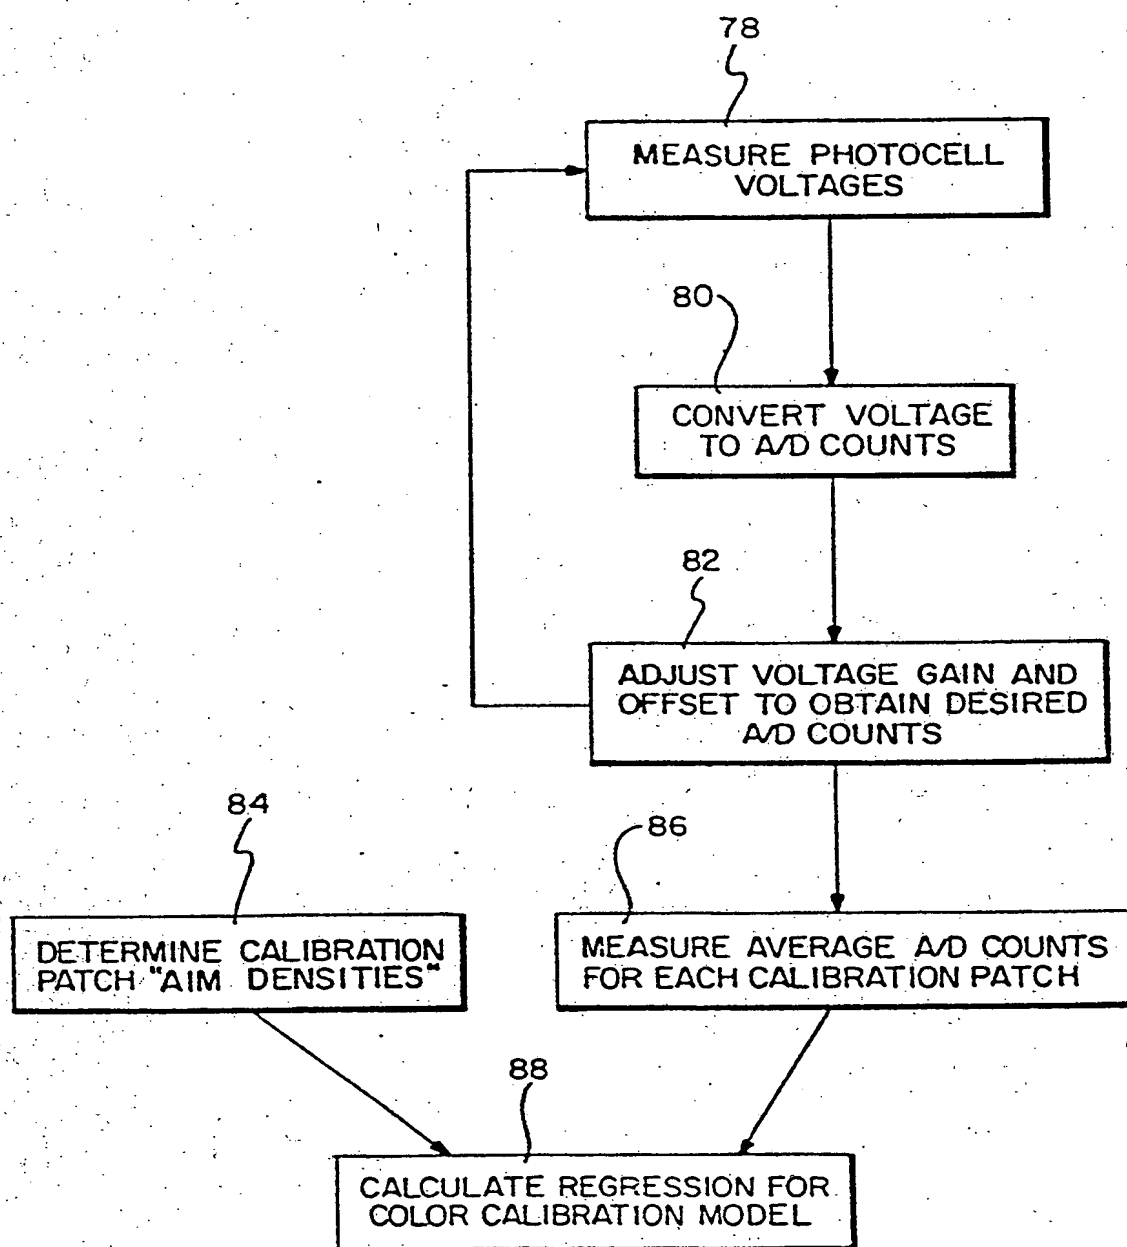 78
MEASURE PHOTOCELL
VOLTAGES
80
CONVERT VOLTAGE
TO A/D COUNTS
82
ADJUST VOLTAGE GAIN AND
OFFSET TO OBTAIN DESIRED
A/D COUNTS
84
86
DETERMINE CALIBRATION
PATCH "AIM DENSITIES"
MEASURE AVERAGE A/D COUNTS
FOR EACH CALIBRATION PATCH
88
CALCULATE REGRESSION FOR
COLOR CALIBRATION MODEL